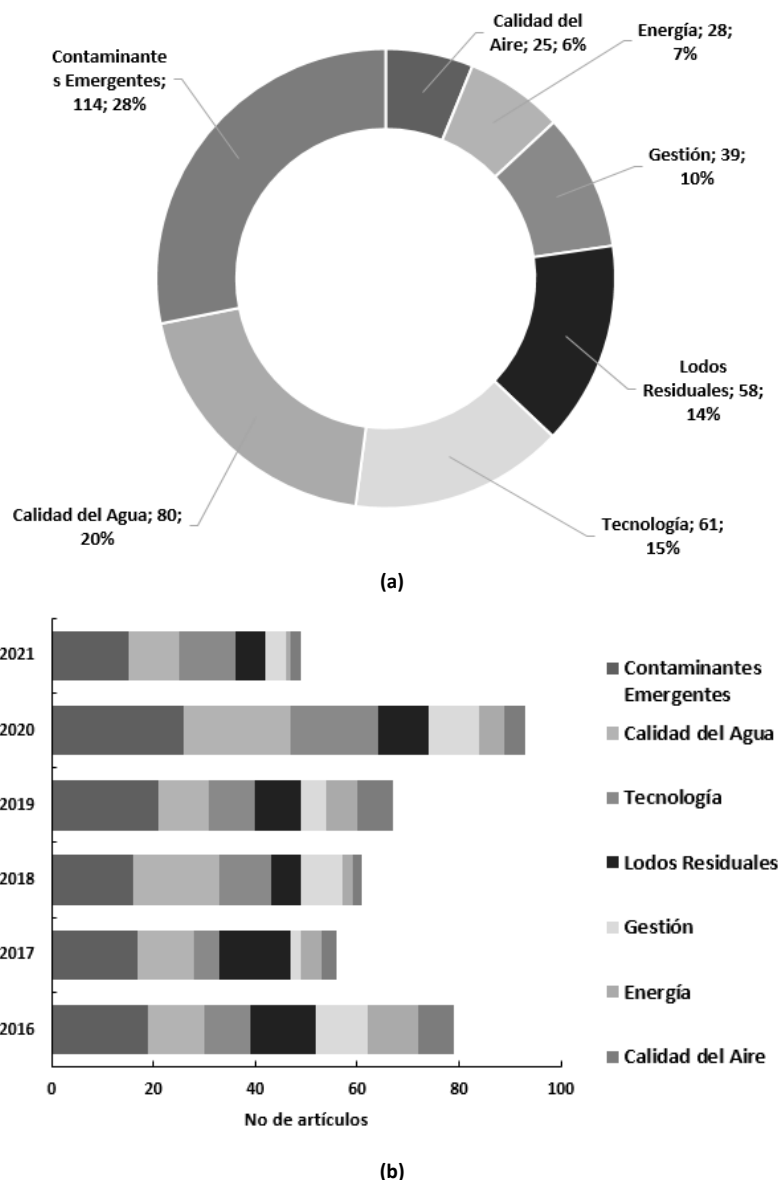 Calidad del
Aire; 25; 6%
Energía; 28;
7%
Contaminante
s Emergentes;
114; 28%
Gestión; 39;
10%
Lodos
Residuales; 58;
14%
Calidad del Agua; 80;
20%
Tecnología; 61;
15%
(a)
2021
2020
2019
2018
2017
2016
0 20 40 60 80 100
No de artículos
Contaminantes
Emergentes
Calidad del Agua
Tecnología
Lodos Residuales
Gestión
Energía
Calidad del Aire
(b)